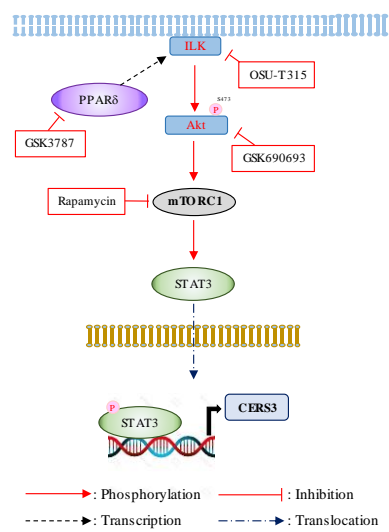 ILK
OSU-T315
PPARδ
S473
P
Akt
GSK3787
GSK690693
Rapamycin
mTORC1
STAT3
P
STAT3
CERS3
: Phosphorylation
: Inhibition
: Transcription
: Translocation